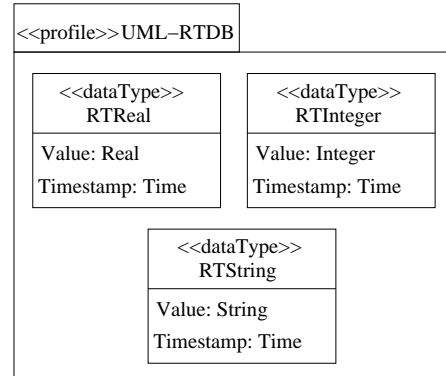 <<profile>>UML−RTDB
<<dataType>>
RTReal
Value: Real
Timestamp: Time
<<dataType>>
RTInteger
Value: Integer
Timestamp: Time
<<dataType>>
RTString
Value: String
Timestamp: Time